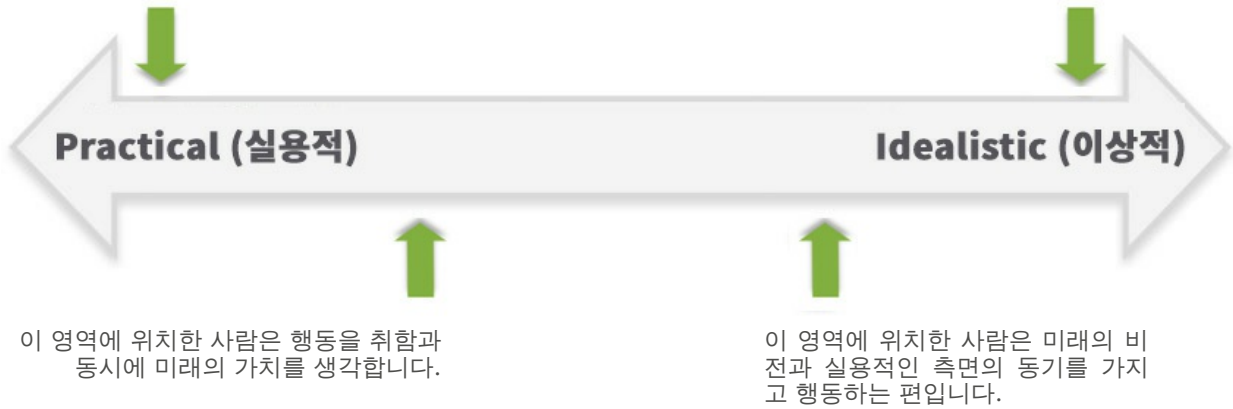 Practical (실용적)
Idealistic (이상적)
이 영역에 위치한 사람은 행동을 취함과
동시에 미래의 가치를 생각합니다.
이 영역에 위치한 사람은 미래의 비
전과 실용적인 측면의 동기를 가지
고 행동하는 편입니다.